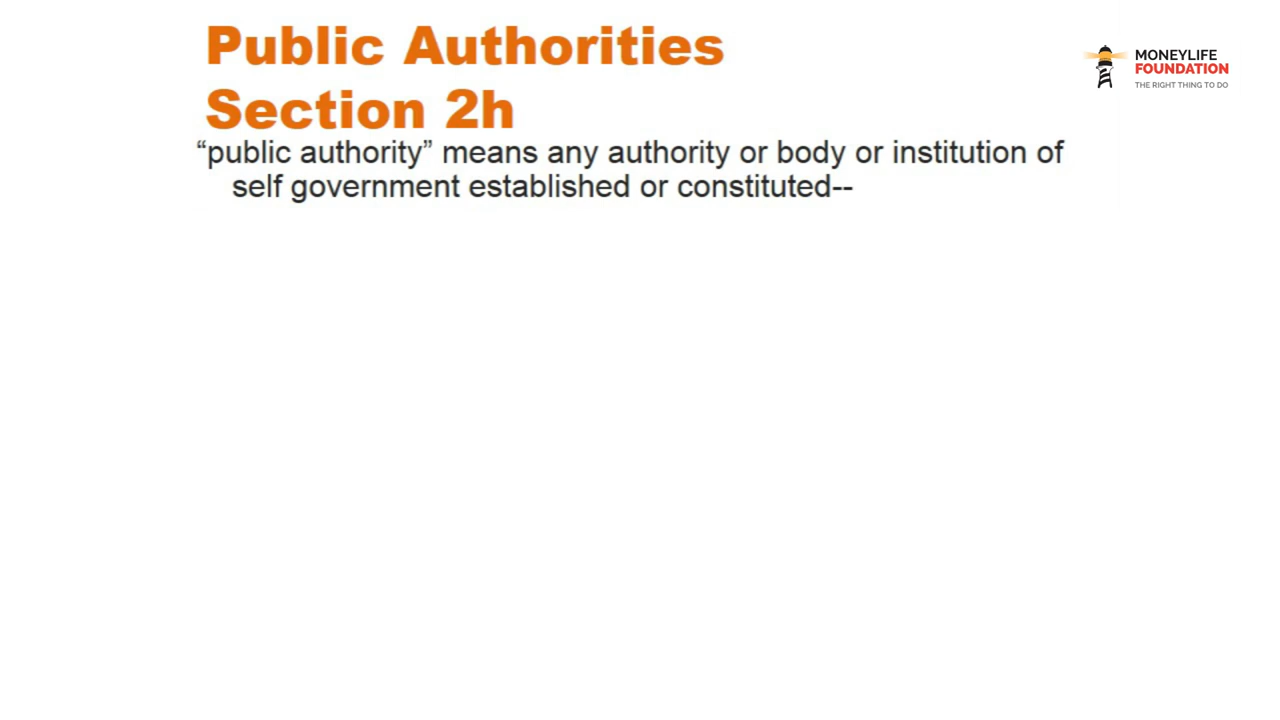 Public Authorities
Section 2h
“public authority” means any authority or body or institution of
self government established or constituted--
MONEYLIFE
FOUNDATION
THE RIGHT THING TO DO